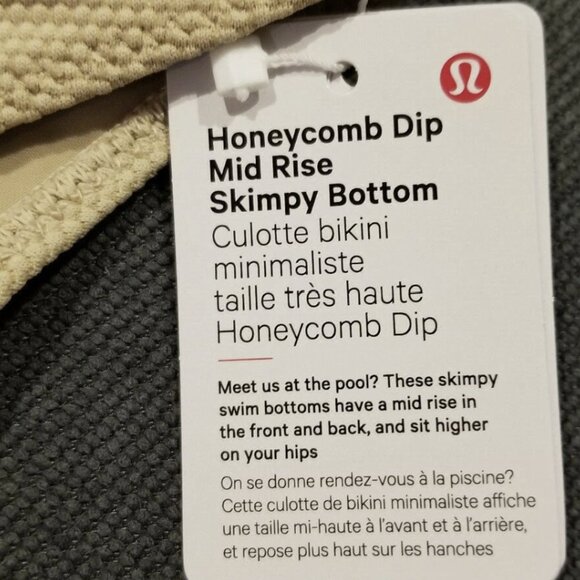 Honeycomb Dip
Mid Rise
Skimpy Bottom
Culotte bikini
minimaliste
taille très haute
Honeycomb Dip
Meet us at the pool? These skimpy
swim bottoms have a mid rise in
the front and back, and sit higher
on your hips
On se donne rendez-vous à la piscine?
Cette culotte de bikini minimaliste affiche
une taille mi-haute à l'avant et à l'arrière,
et repose plus haut sur les hanches